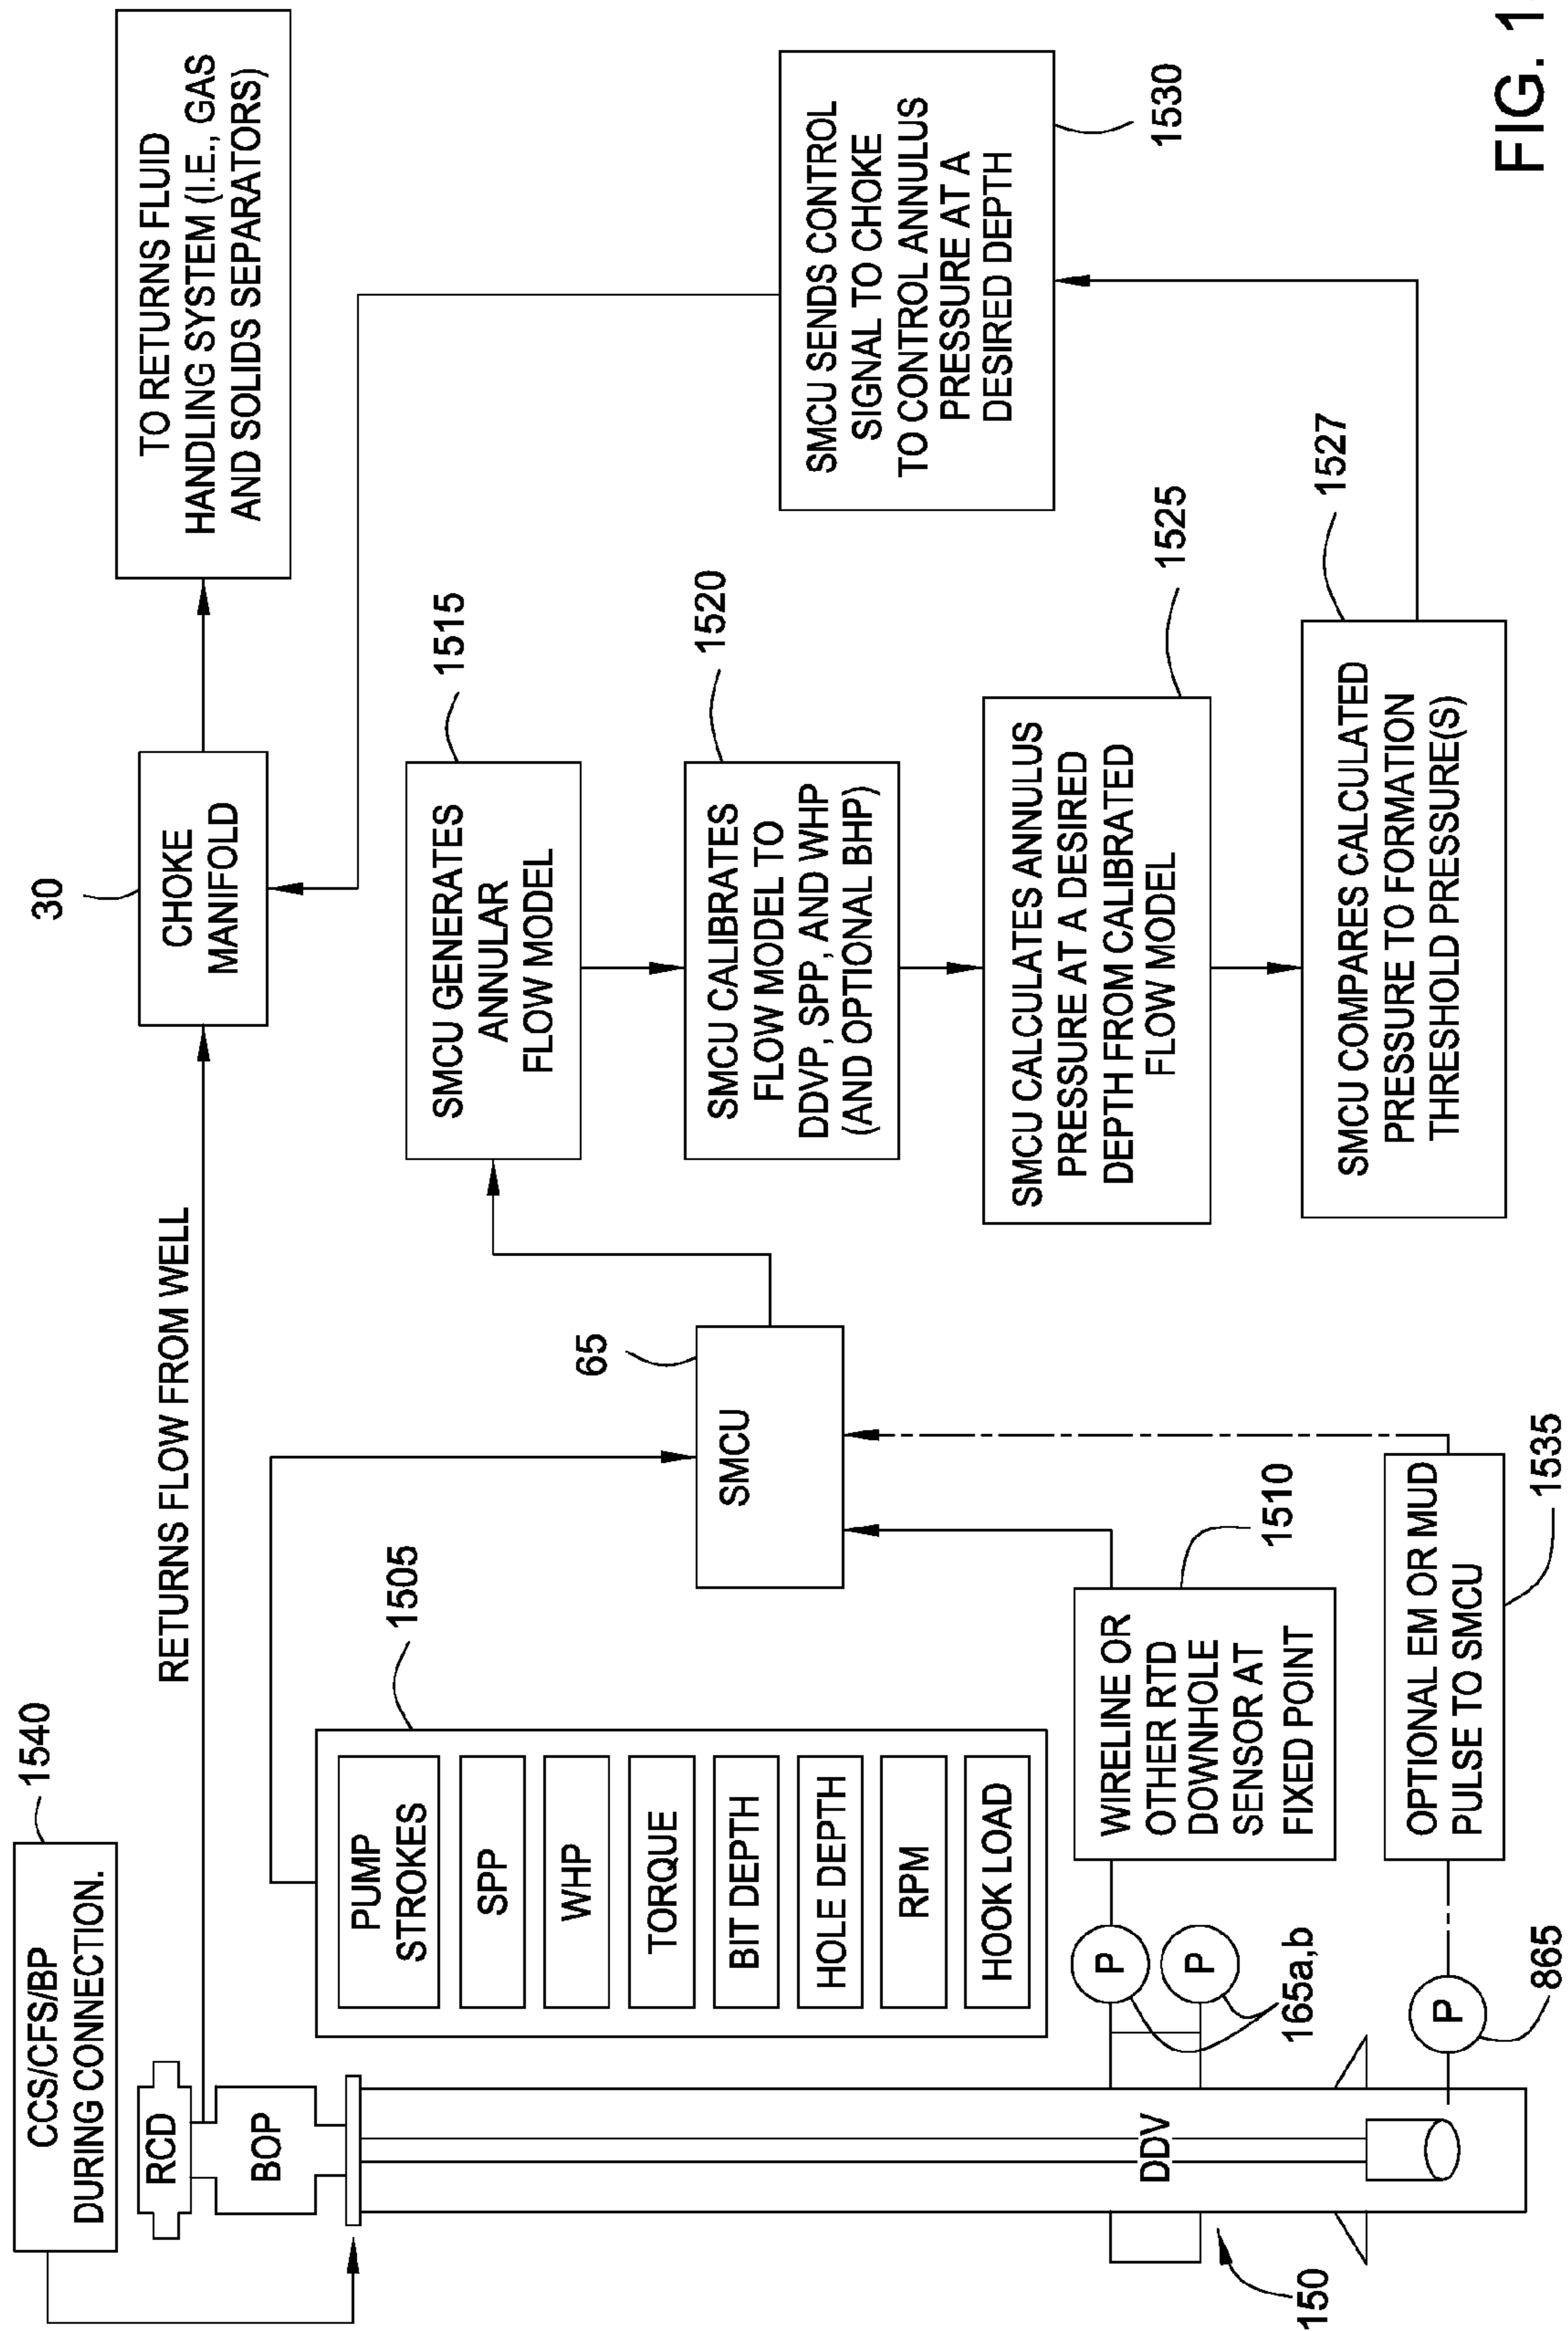 1540
CCS/CFS/BP
DURING CONNECTION.
RCD
BOP
RETURNS FLOW FROM WELL
30
CHOKE
MANIFOLD
TO RETURNS FLUID
HANDLING SYSTEM (I.E., GAS
AND SOLIDS SEPARATORS)
1505
PUMP
STROKES
SPP
WHP
TORQUE
BIT DEPTH
HOLE DEPTH
RPM
HOOK LOAD
65
SMCU
1515
SMCU GENERATES
ANNULAR
FLOW MODEL
1520
SMCU CALIBRATES
FLOW MODEL TO
DDVP, SPP, AND WHP
(AND OPTIONAL BHP)
1525
SMCU CALCULATES ANNULUS
PRESSURE AT A DESIRED
DEPTH FROM CALIBRATED
FLOW MODEL
1527
SMCU COMPARES CALCULATED
PRESSURE TO FORMATION
THRESHOLD PRESSURE(S)
SMCU SENDS CONTROL
SIGNAL TO CHOKE
TO CONTROL ANNULUS
PRESSURE AT A
DESIRED DEPTH
1530
DDV
150
P
P
165a,b
WIRELINE OR
OTHER RTD
DOWNHOLE
SENSOR AT
FIXED POINT
1510
P
865
OPTIONAL EM OR MUD
PULSE TO SMCU
1535
FIG. 1